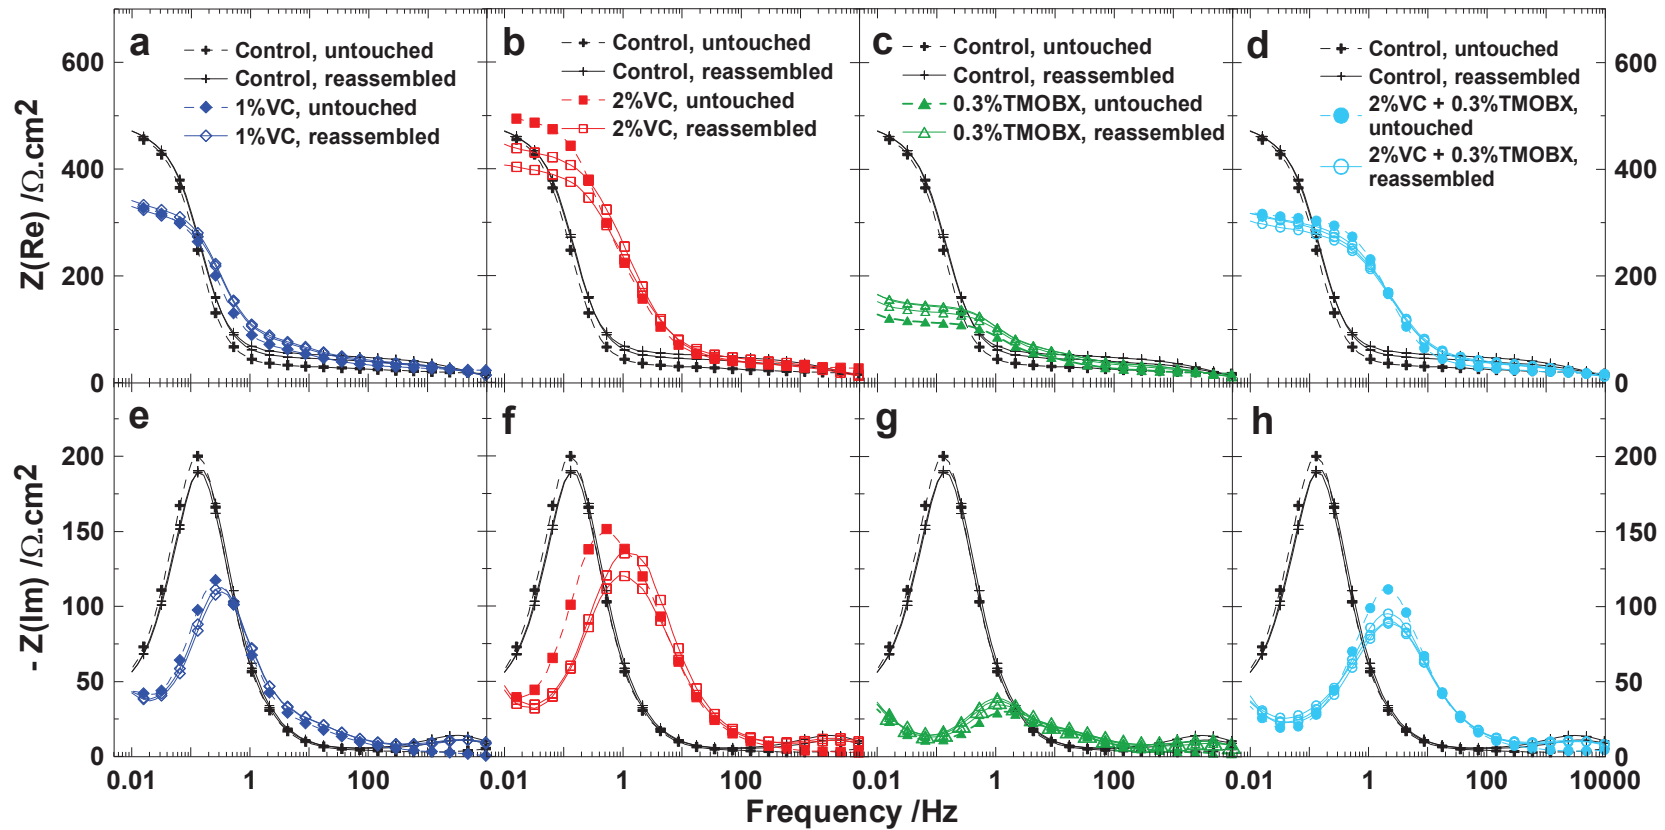 a
Control, untouched
Control, reassembled
1%VC, untouched
1%VC, reassembled
b
Control, untouched
Control, reassembled
2%VC, untouched
2%VC, reassembled
c
Control, untouched
Control, reassembled
0.3%TMOBX, untouched
0.3%TMOBX, reassembled
d
Control, untouched
Control, reassembled
2%VC + 0.3%TMOBX,
untouched
2%VC + 0.3%TMOBX,
reassembled
Z(Re) /Ω.cm2
600
400
200
0
600
400
200
0
e
f
g
h
- Z(Im) /Ω.cm2
200
150
100
50
0
200
150
100
50
0
0.01 1 100 0.01 1 100 0.01 1 100 0.01 1 100 10000
Frequency /Hz